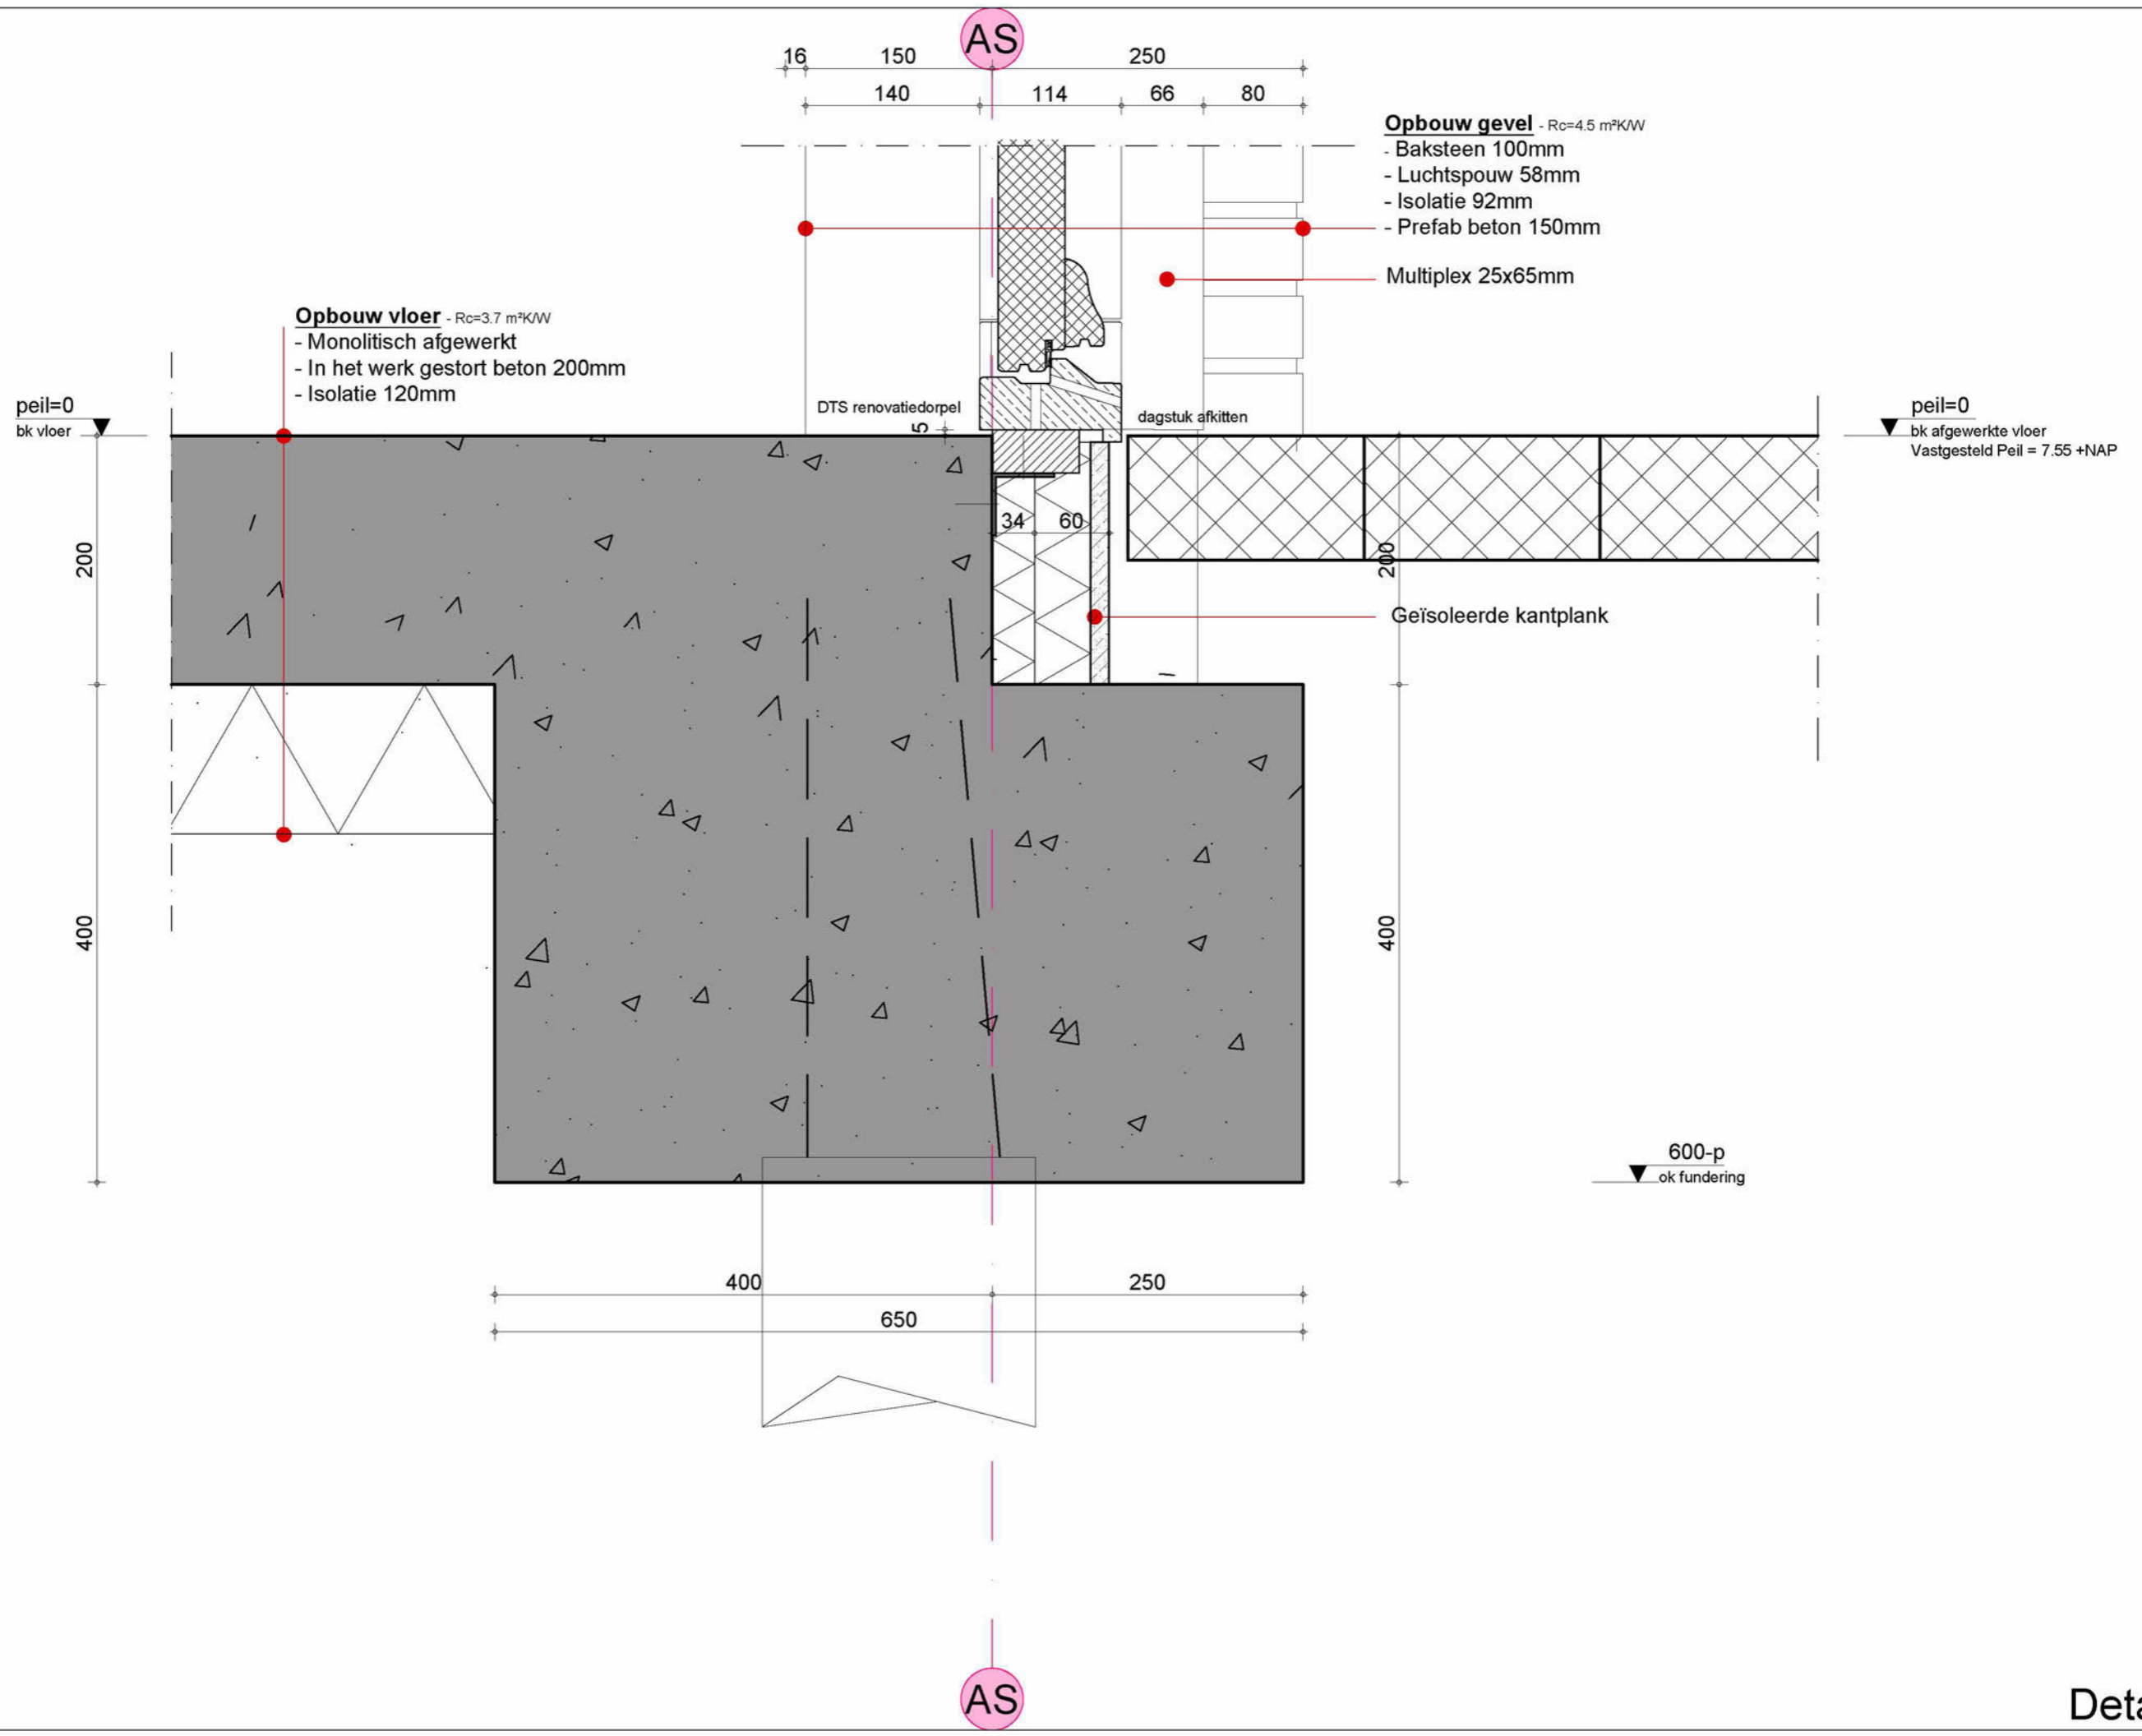 AS
16 150 250
140 114 66 80
Opbouw gevel - Rc=4.5 m²K/W
- Baksteen 100mm
- Luchtspouw 58mm
- Isolatie 92mm
- Prefab beton 150mm
Multiplex 25x65mm
Opbouw vloer - Rc=3.7 m²K/W
- Monolitisch afgewerkt
- In het werk gestort beton 200mm
- Isolatie 120mm
peil=0
bk vloer
DTS renovatiedorpel
5
dagstuk afkitten
peil=0
bk afgewerkte vloer
Vastgesteld Peil = 7.55 +NAP
34 60
200
200
Geïsoleerde kantplank
400
400
600-p
ok fundering
400 250
650
AS